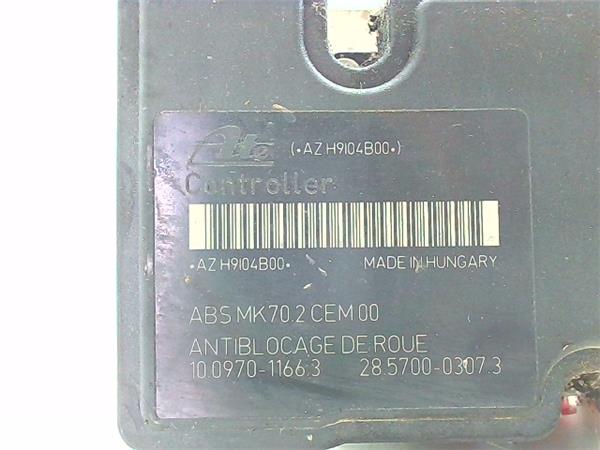 Ate (•AZ.H9104B00•)
Controller
•AZ H9104B00• MADE IN HUNGARY
ABS MK70.2 CEM 00
ANTIBLOCAGE DE ROUE
10.0970-1166.3 28.5700-0307.3